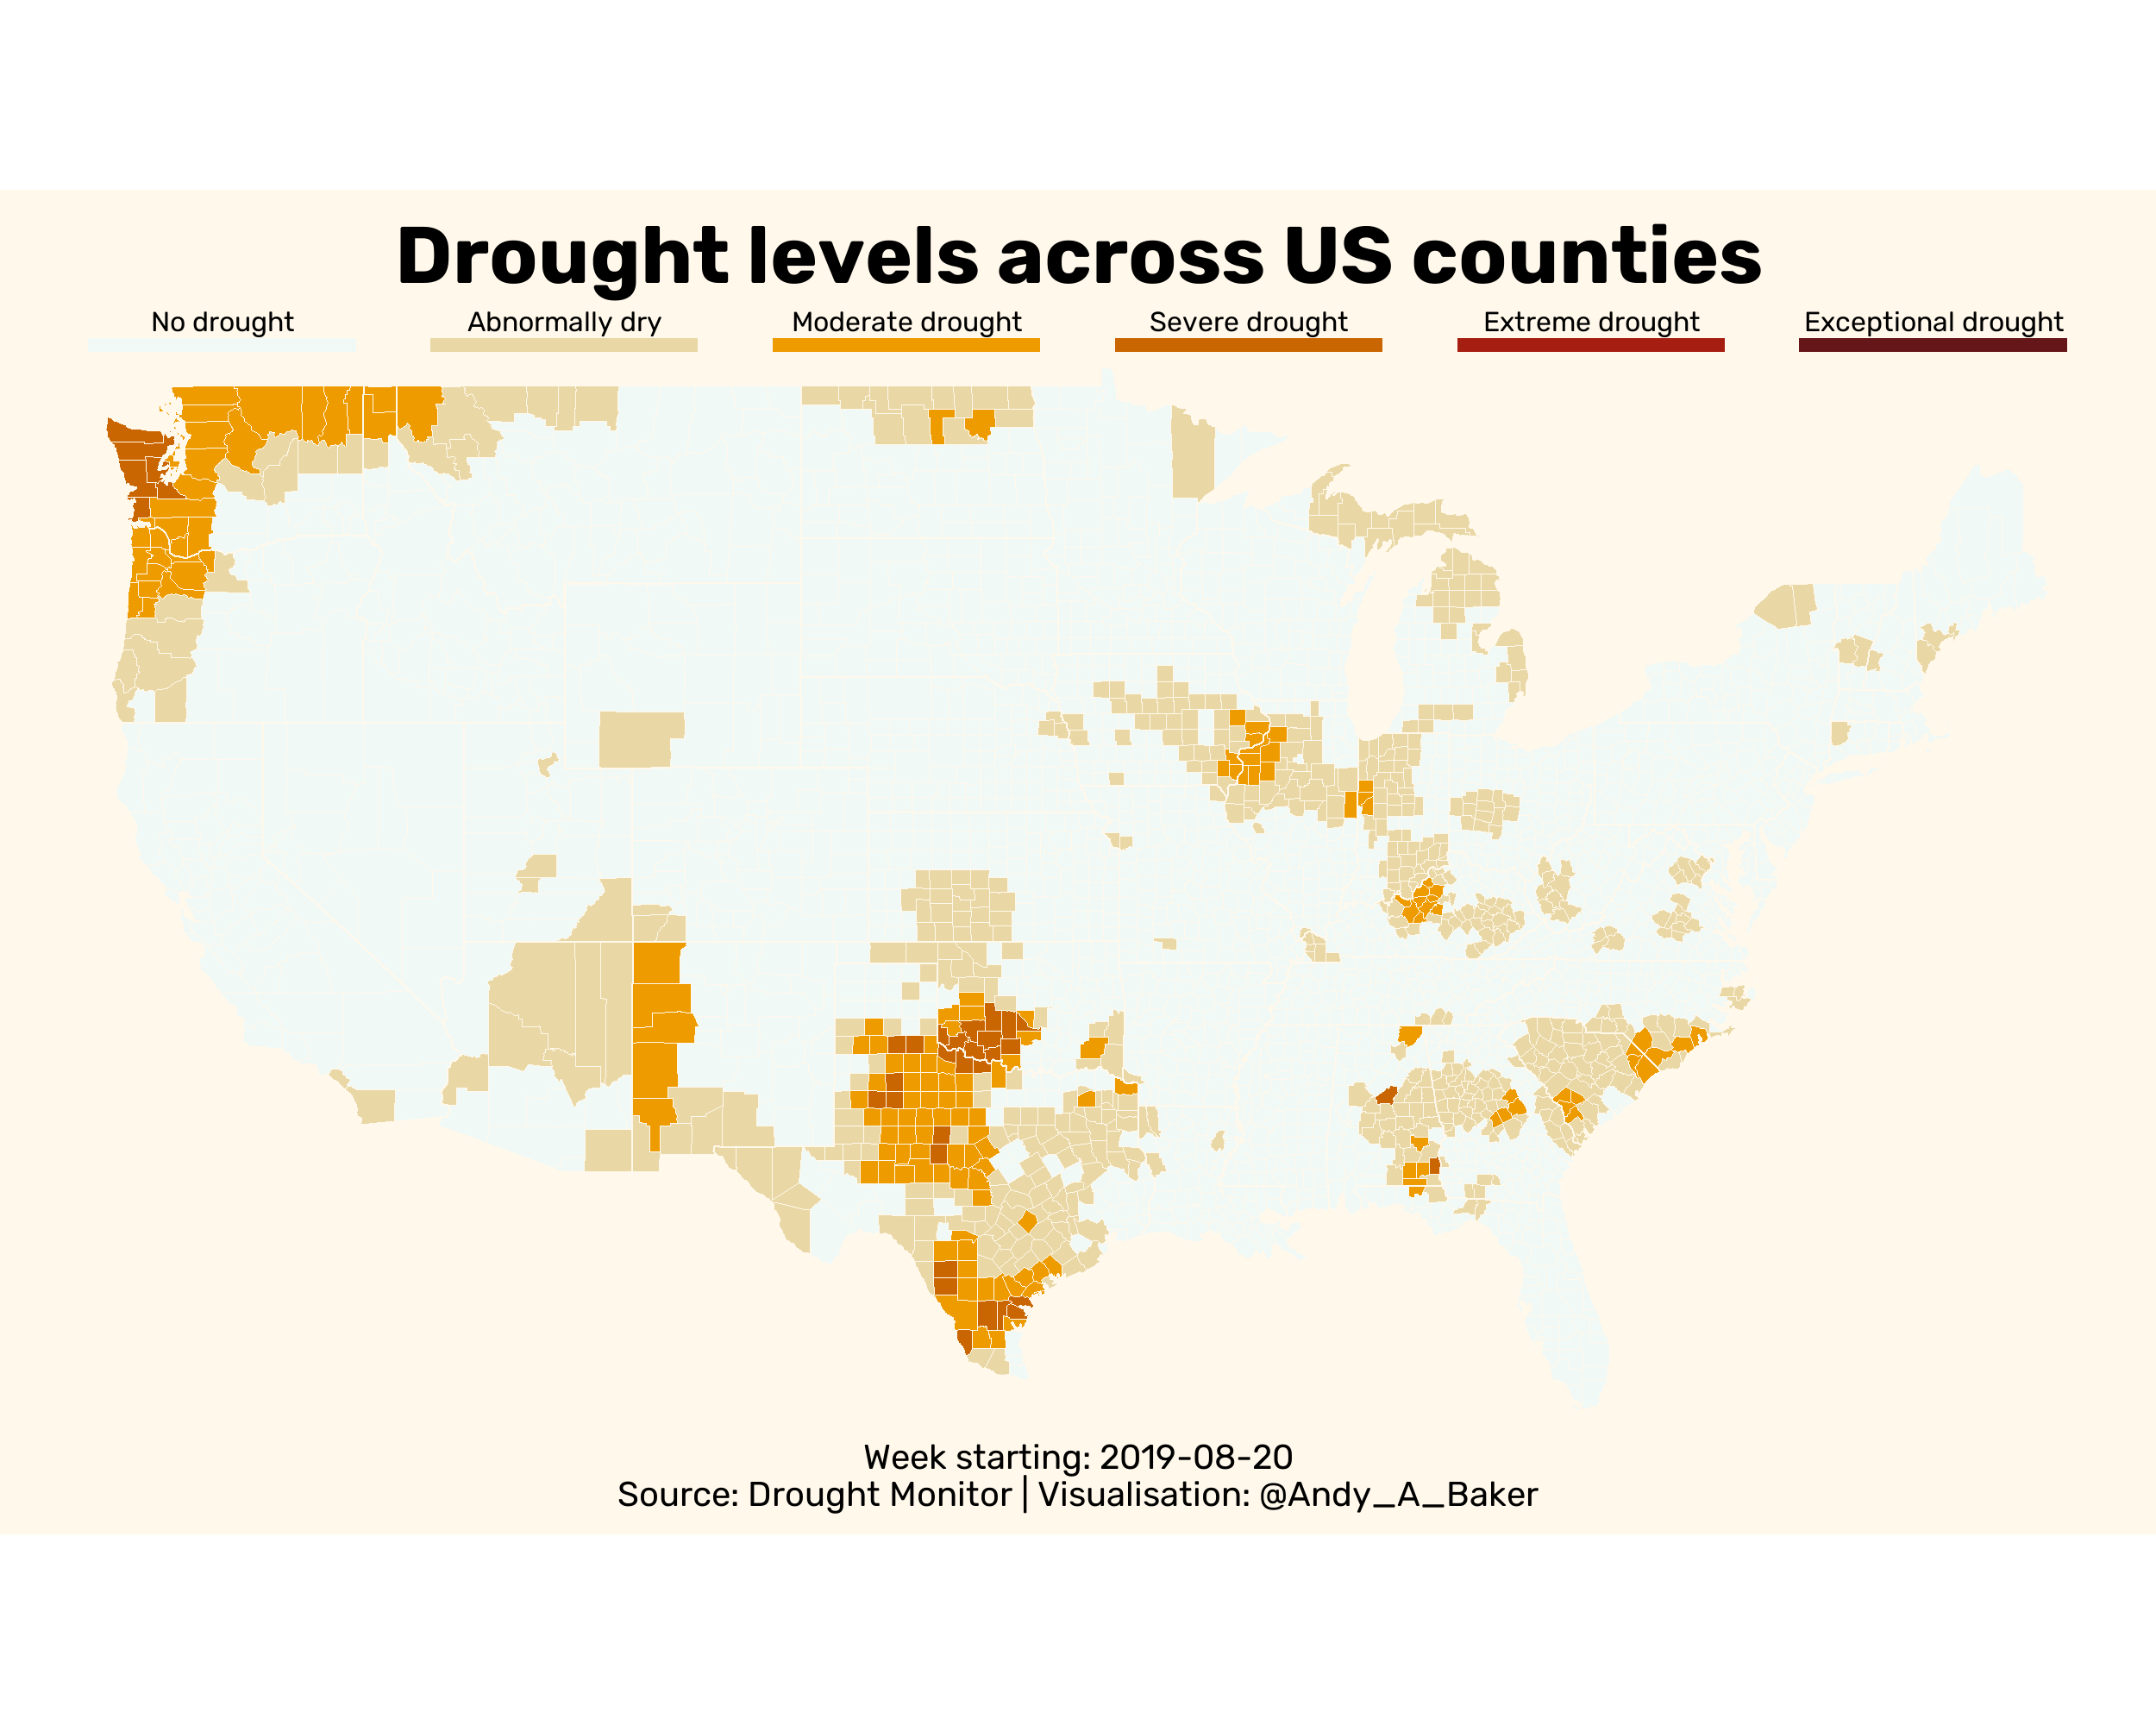 Drought levels across US counties
No drought Abnormally dry Moderate drought Severe drought Extreme drought Exceptional drought
Week starting: 2019-08-20
Source: Drought Monitor | Visualisation: @Andy_A_Baker